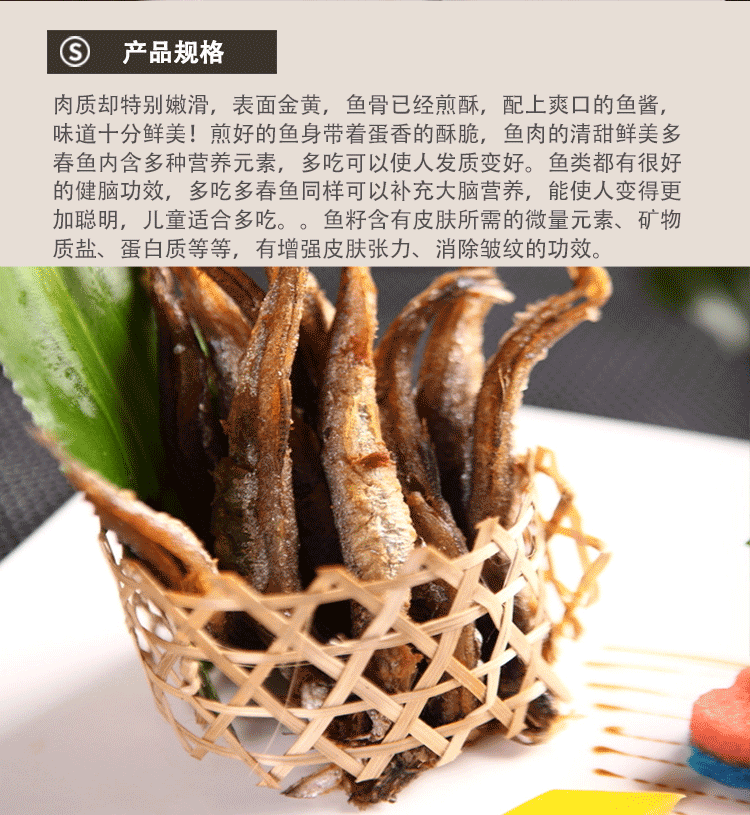 Ⓢ 产品规格
肉质却特别嫩滑，表面金黄，鱼骨已经煎酥，配上爽口的鱼酱，
味道十分鲜美！煎好的鱼身带着蛋香的酥脆，鱼肉的清甜鲜美多
春鱼内含多种营养元素，多吃可以使人发质变好。鱼类都有很好
的健脑功效，多吃多春鱼同样可以补充大脑营养，能使人变得更
加聪明，儿童适合多吃。。鱼籽含有皮肤所需的微量元素、矿物
质盐、蛋白质等等，有增强皮肤张力、消除皱纹的功效。